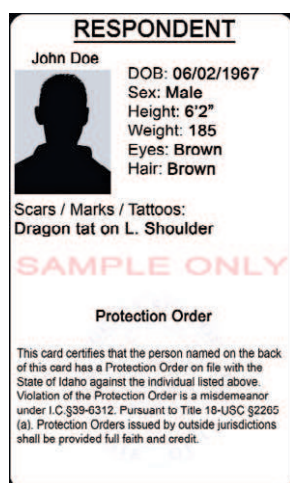 RESPONDENT
John Doe
DOB: 06/02/1967
Sex: Male
Height: 6'2"
Weight: 185
Eyes: Brown
Hair: Brown
Scars / Marks / Tattoos:
Dragon tat on L. Shoulder
SAMPLE ONLY
Protection Order
This card certifies that the person named on the back
of this card has a Protection Order on file with the
State of Idaho against the individual listed above.
Violation of the Protection Order is a misdemeanor
under I.C.§39-6312. Pursuant to Title 18-USC §2265
(a). Protection Orders issued by outside jurisdictions
shall be provided full faith and credit.